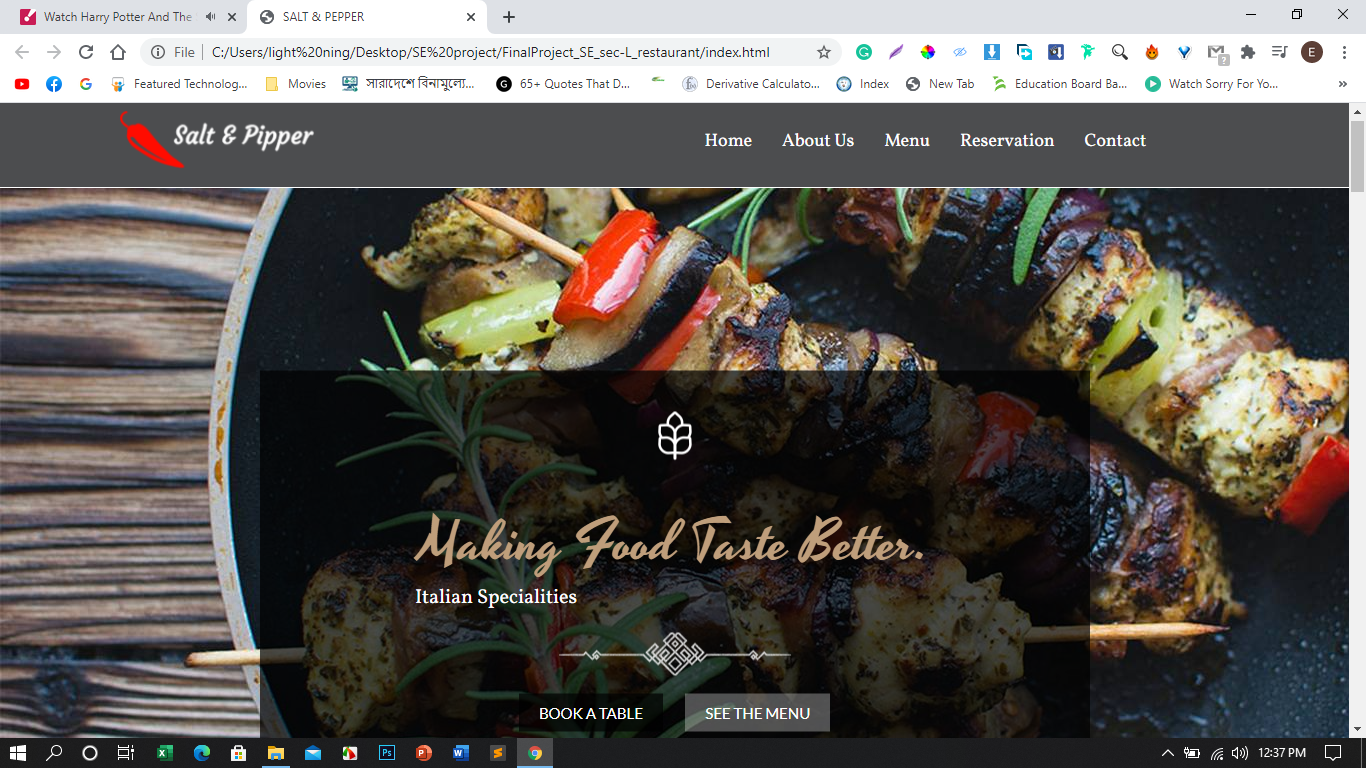 Watch Harry Potter And The
SALT & PEPPER
File
C:/Users/light%20ning/Desktop/SE%20project/FinalProject_SE_sec-L_restaurant/index.html
E
Featured Technolog...
Movies
সারাদেশে বিনামুল্যে...
65+ Quotes That D...
Derivative Calculato...
Index
New Tab
Education Board Ba...
Watch Sorry For Yo...
»
Salt & Pipper
Home
About Us
Menu
Reservation
Contact
Making Food Taste Better.
Italian Specialities
BOOK A TABLE
SEE THE MENU
12:37 PM